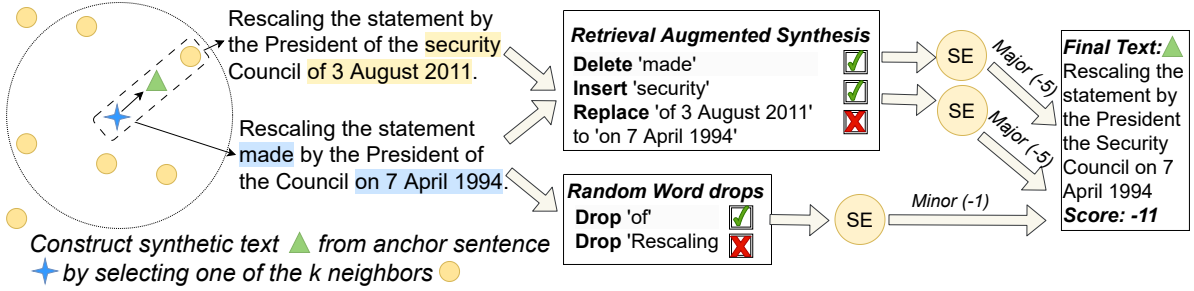 Rescaling the statement by
the President of the security
Council of 3 August 2011.
Rescaling the statement
made by the President of
the Council on 7 April 1994.
Construct synthetic text from anchor sentence
by selecting one of the k neighbors
Retrieval Augmented Synthesis
Delete 'made'
Insert 'security'
Replace 'of 3 August 2011'
to 'on 7 April 1994'
Random Word drops
Drop 'of'
Drop 'Rescaling
SE
Major (-5)
SE
Major (-5)
SE
Minor (-1)
Final Text:
Rescaling the
statement by
the President
the Security
Council on 7
April 1994
Score: -11